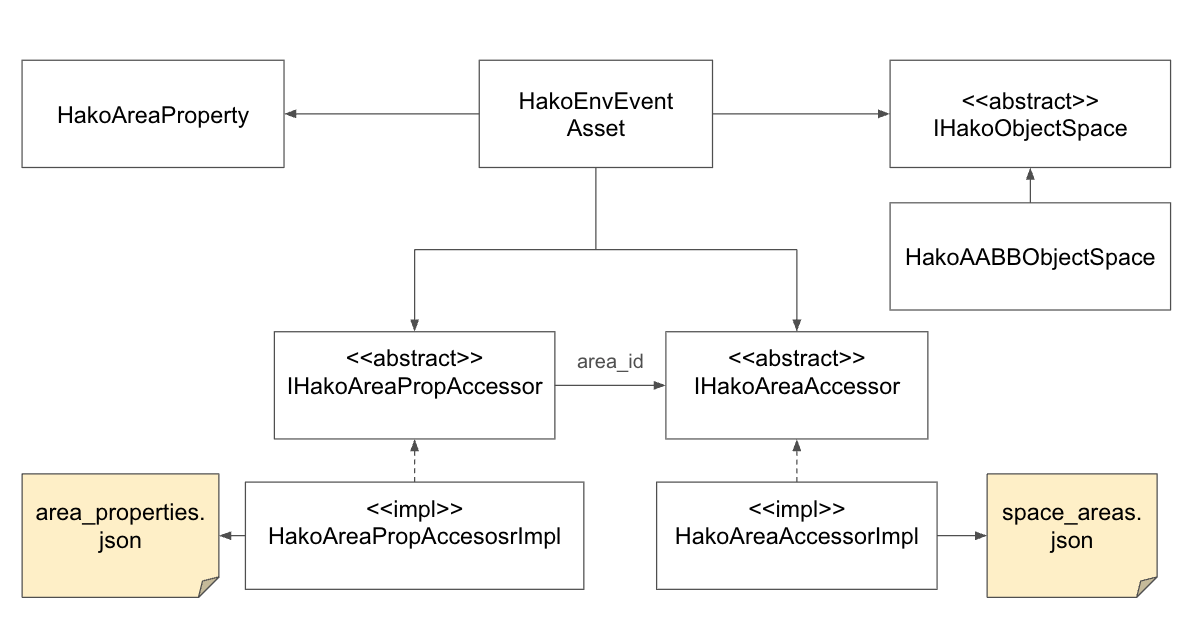 HakoAreaProperty
HakoEnvEvent
Asset
<<abstract>>
IHakoObjectSpace
HakoAABBObjectSpace
<<abstract>>
IHakoAreaPropAccessor
area_id
<<abstract>>
IHakoAreaAccessor
area_properties.
json
<<impl>>
HakoAreaPropAccesosrImpl
<<impl>>
HakoAreaAccessorImpl
space_areas.
json